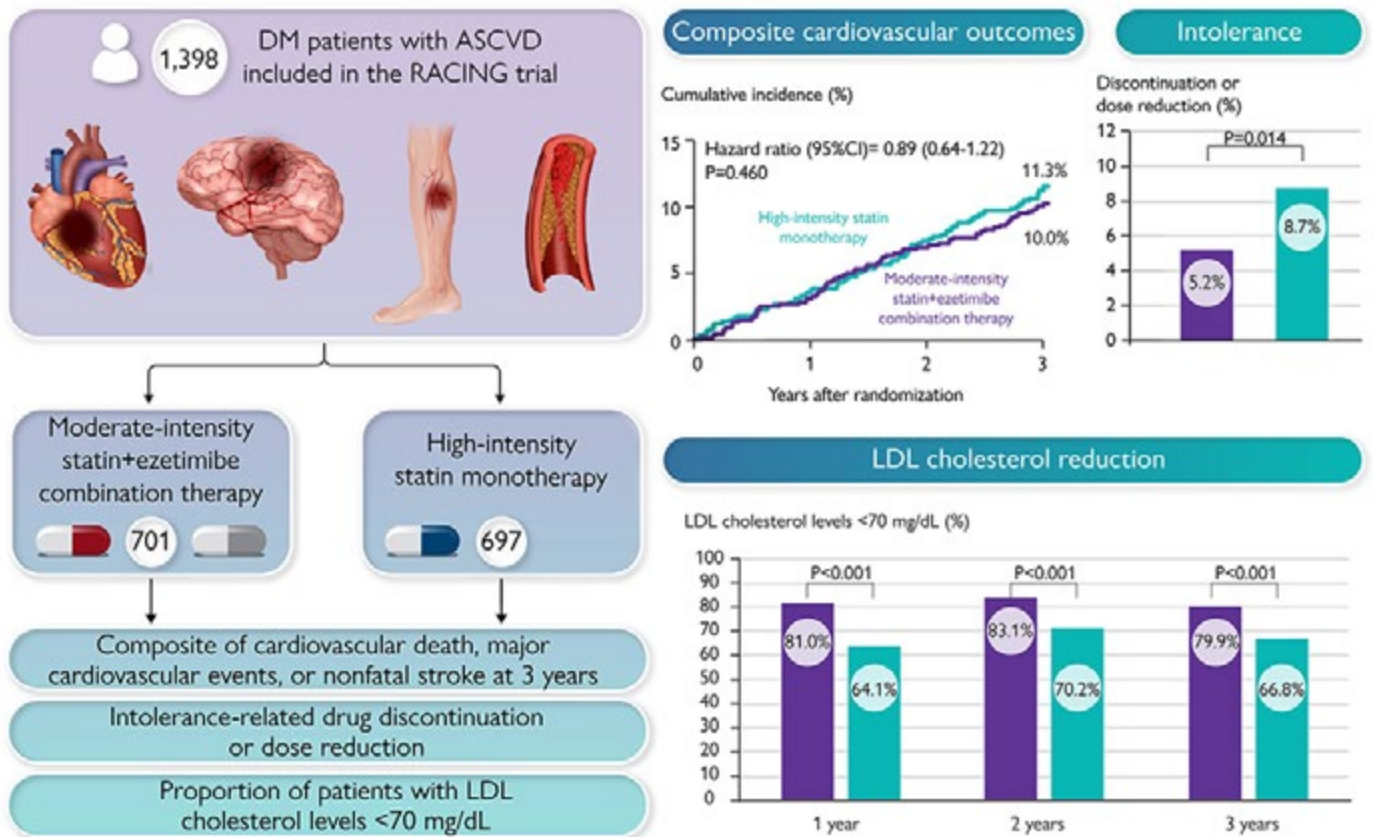 1,398
DM patients with ASCVD
included in the RACING trial
Moderate-intensity
statin+ezetimibe
combination therapy
701
High-intensity
statin monotherapy
697
Composite of cardiovascular death, major
cardiovascular events, or nonfatal stroke at 3 years
Intolerance-related drug discontinuation
or dose reduction
Proportion of patients with LDL
cholesterol levels <70 mg/dL
Composite cardiovascular outcomes
Cumulative incidence (%)
15
10
5
0
Hazard ratio (95%CI)= 0.89 (0.64-1.22)
P=0.460
11.3%
High-intensity statin
monotherapy
10.0%
Moderate-intensity
statin+ezetimibe
combination therapy
0 1 2 3
Years after randomization
Intolerance
Discontinuation or
dose reduction (%)
12
10
8
6
4
2
0
P=0.014
8.7%
5.2%
LDL cholesterol reduction
LDL cholesterol levels <70 mg/dL (%)
100
90
80
70
60
50
40
30
20
10
0
P<0.001 P<0.001 P<0.001
81.0% 64.1% 83.1% 70.2% 79.9% 66.8%
1 year 2 years 3 years